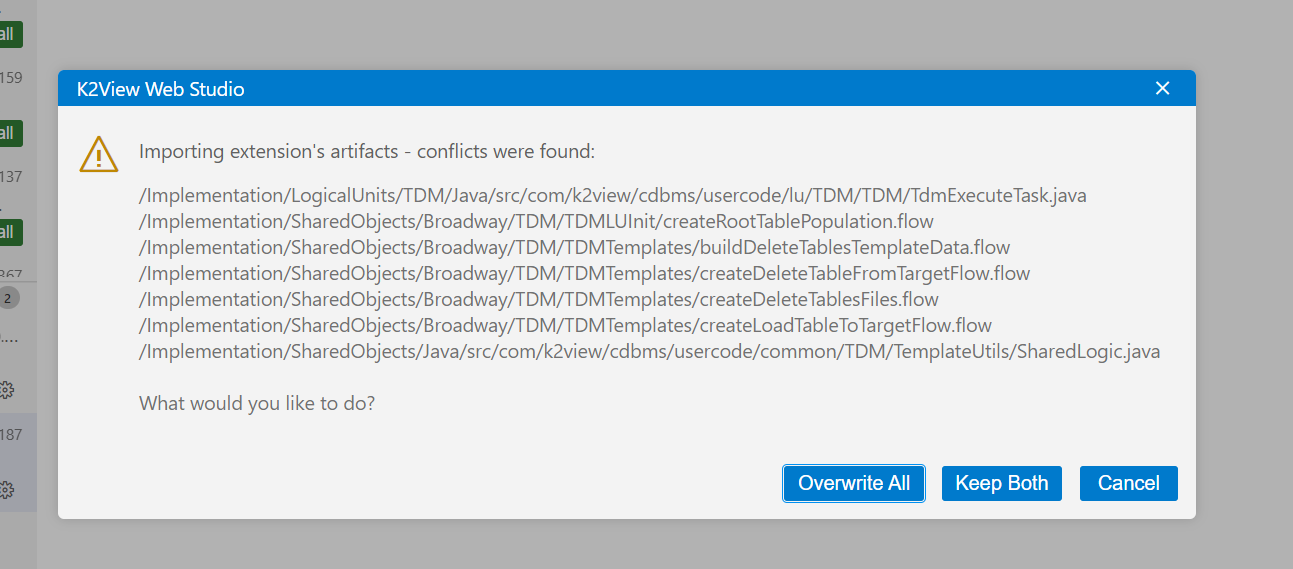 all
159
all
137
all
367
2
K2View Web Studio
Importing extension's artifacts - conflicts were found:
/Implementation/LogicalUnits/TDM/Java/src/com/k2view/cdbms/usercode/lu/TDM/TDM/TdmExecuteTask.java
/Implementation/SharedObjects/Broadway/TDM/TDMLUInit/createRootTablePopulation.flow
/Implementation/SharedObjects/Broadway/TDM/TDMTemplates/buildDeleteTablesTemplateData.flow
/Implementation/SharedObjects/Broadway/TDM/TDMTemplates/createDeleteTableFromTargetFlow.flow
/Implementation/SharedObjects/Broadway/TDM/TDMTemplates/createDeleteTablesFiles.flow
/Implementation/SharedObjects/Broadway/TDM/TDMTemplates/createLoadTableToTargetFlow.flow
/Implementation/SharedObjects/Java/src/com/k2view/cdbms/usercode/common/TDM/TemplateUtils/SharedLogic.java
What would you like to do?
187
Overwrite All
Keep Both
Cancel